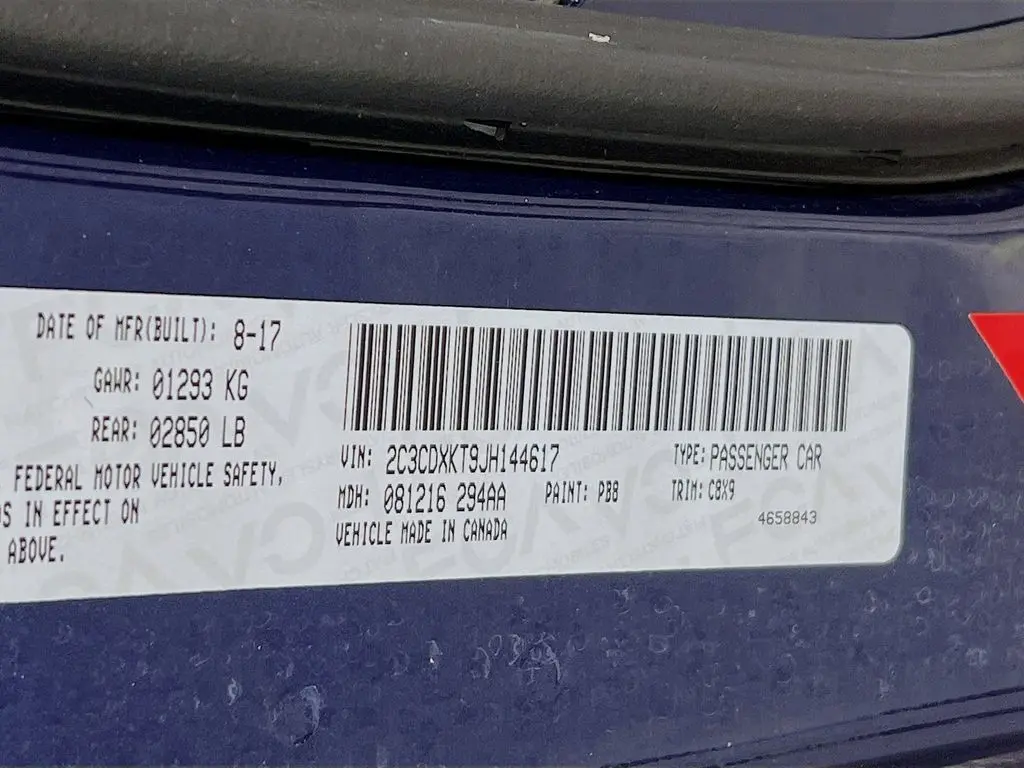 DATE OF MFR(BUILT): 8-17
GAWR: 01293 KG
REAR: 02850 LB
FEDERAL MOTOR VEHICLE SAFETY,
S IN EFFECT ON
ABOVE.
VIN: 2C3CDXKT9JH144617 TYPE: PASSENGER CAR
MDH: 081216 294AA PAINT: PB8 TRIM: C8X9
VEHICLE MADE IN CANADA 4658843